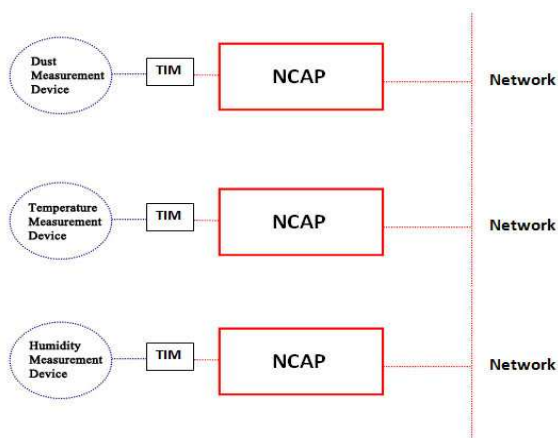 Dust
Measurement
Device
TIM
NCAP
Network
Temperature
Measurement
Device
TIM
NCAP
Network
Humidity
Measurement
Device
TIM
NCAP
Network